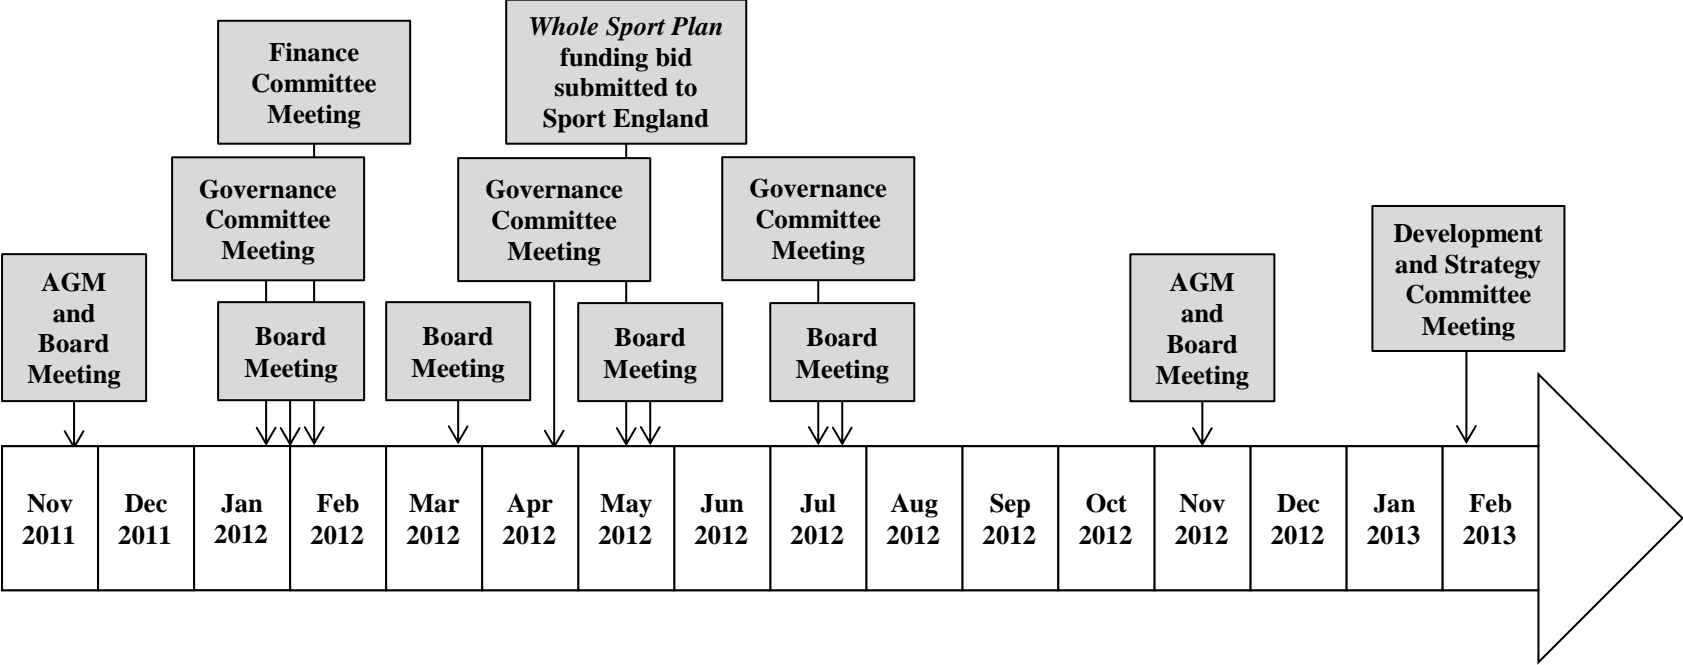 Finance
Committee
Meeting
Whole Sport Plan
funding bid
submitted to
Sport England
Governance
Committee
Meeting
Governance
Committee
Meeting
Governance
Committee
Meeting
Development
and Strategy
Committee
Meeting
AGM
and
Board
Meeting
Board
Meeting
Board
Meeting
Board
Meeting
Board
Meeting
AGM
and
Board
Meeting
Nov
2011
Dec
2011
Jan
2012
Feb
2012
Mar
2012
Apr
2012
May
2012
Jun
2012
Jul
2012
Aug
2012
Sep
2012
Oct
2012
Nov
2012
Dec
2012
Jan
2013
Feb
2013